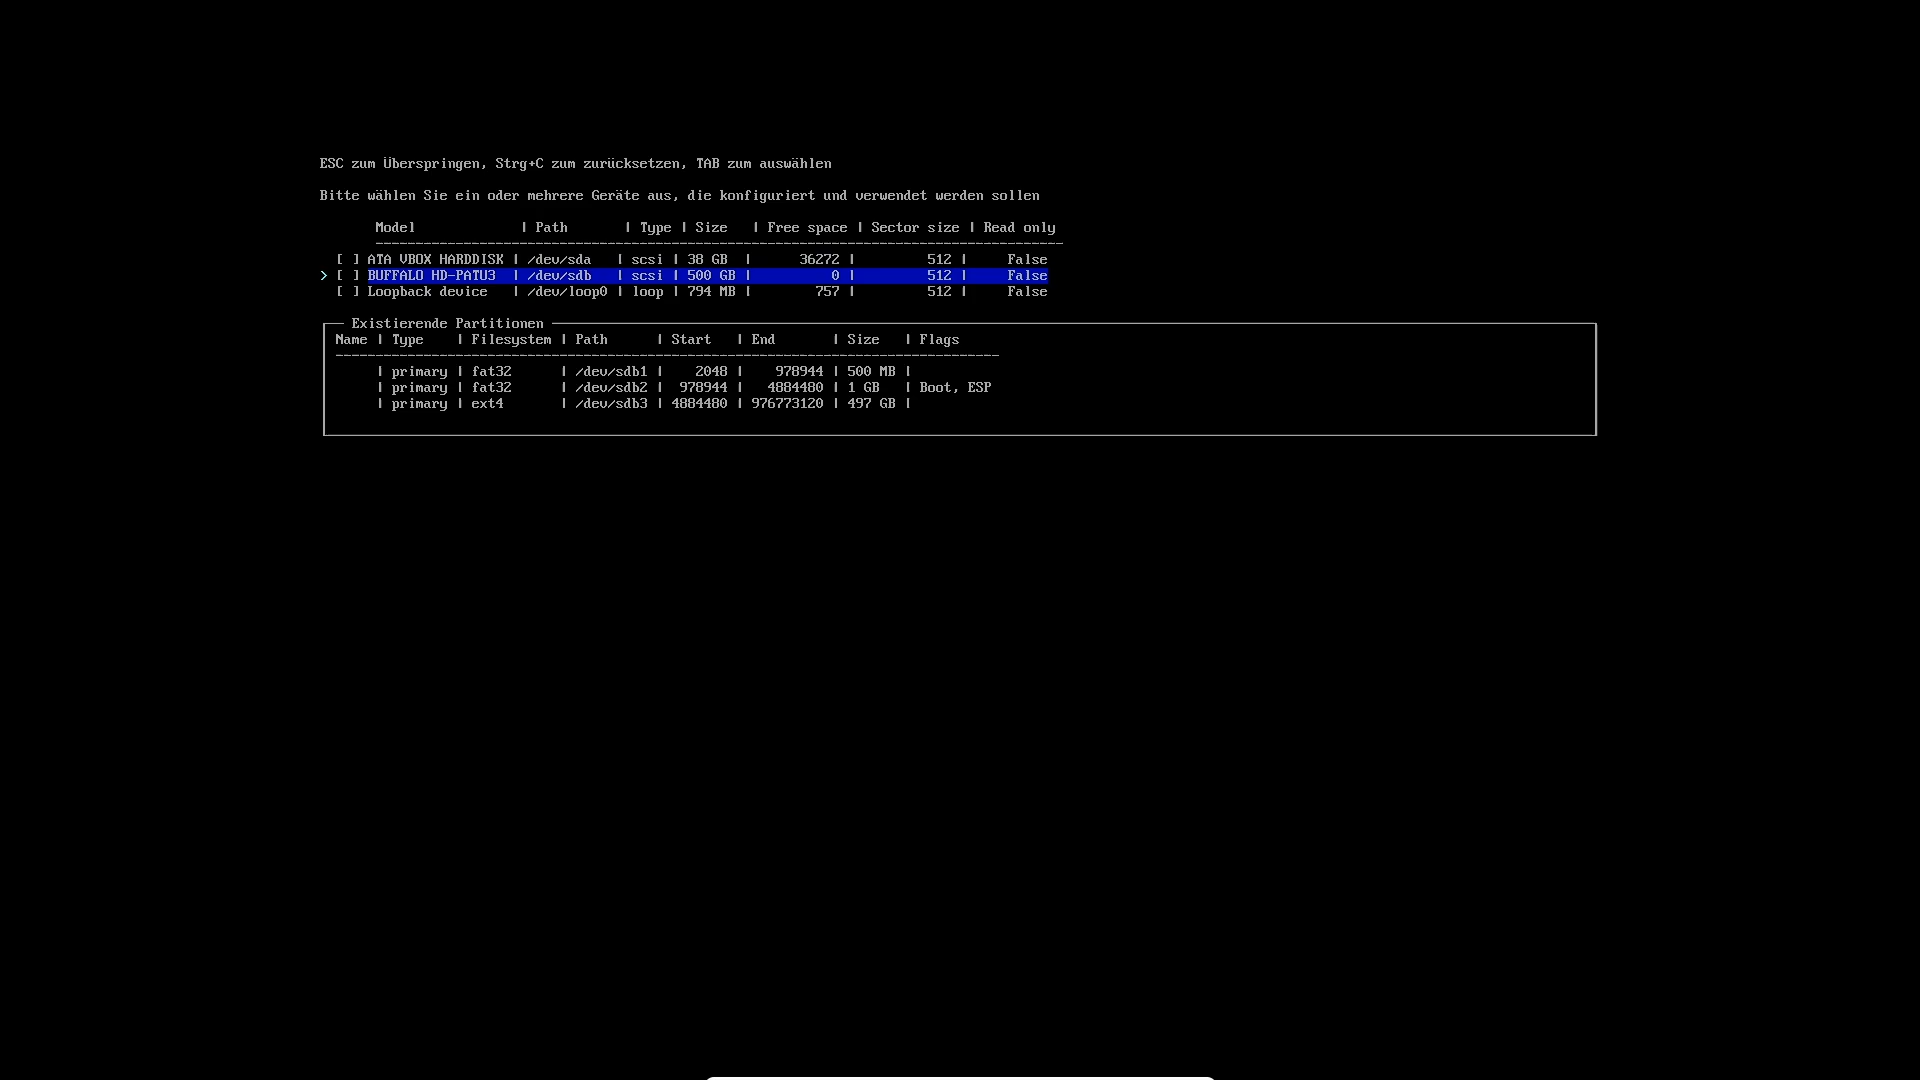 ESC zum Überspringen, Strg+C zum zurücksetzen, TAB zum auswählen
Bitte wählen Sie ein oder mehrere Geräte aus, die konfiguriert und verwendet werden sollen
Model | Path | Type | Size | Free space | Sector size | Read only
[ ] ATA VBOX HARDDISK | /dev/sda | scsi | 38 GB | 36272 | 512 | False
> [ ] BUFFALO HD-PATU3 | /dev/sdb | scsi | 500 GB | 0 | 512 | False
[ ] Loopback device | /dev/loop0 | loop | 794 MB | 757 | 512 | False
Existierende Partitionen
Name | Type | Filesystem | Path | Start | End | Size | Flags
| primary | fat32 | /dev/sdb1 | 2048 | 978944 | 500 MB |
| primary | fat32 | /dev/sdb2 | 978944 | 4884480 | 1 GB | Boot, ESP
| primary | ext4 | /dev/sdb3 | 4884480 | 976773120 | 497 GB |